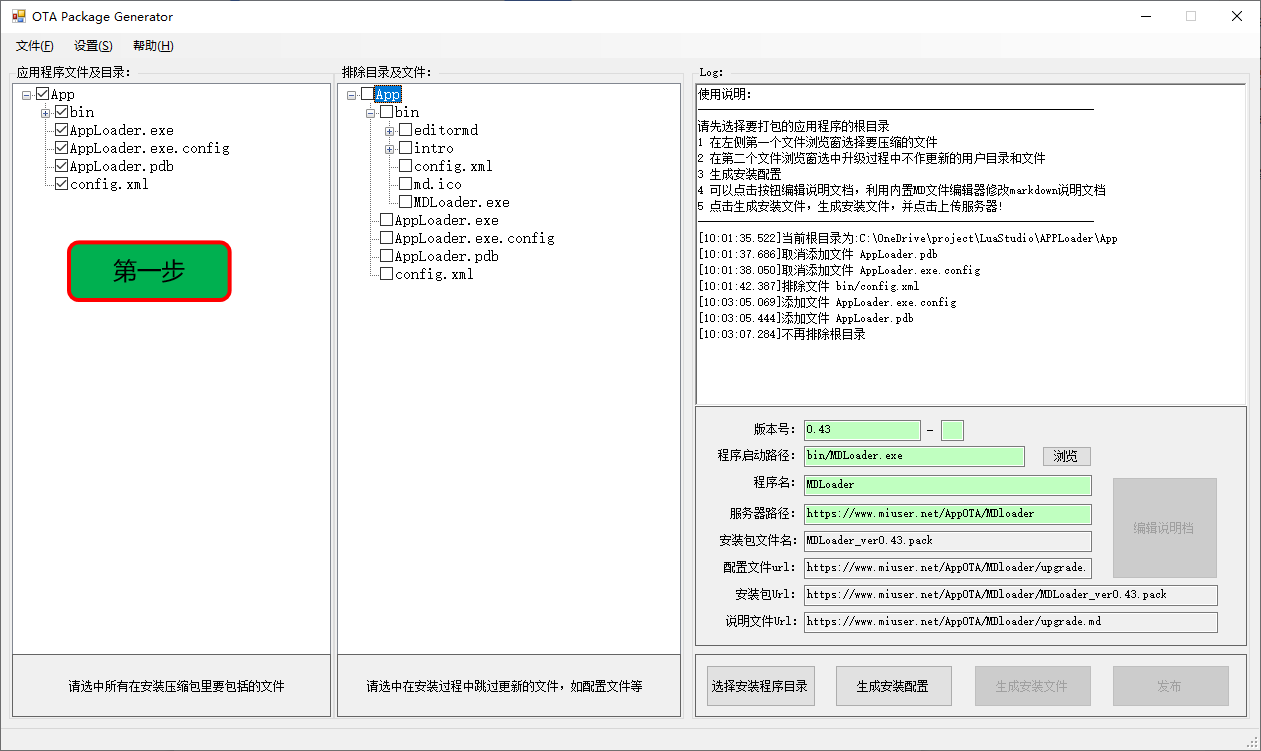 OTA Package Generator
文件(F) 设置(S) 帮助(H)
应用程序文件及目录:
App
bin
AppLoader.exe
AppLoader.exe.config
AppLoader.pdb
config.xml
第一步
请选中所有在安装压缩包里要包括的文件
排除目录及文件:
App
bin
editormd
intro
config.xml
md.ico
MDLoader.exe
AppLoader.exe
AppLoader.exe.config
AppLoader.pdb
config.xml
请选中在安装过程中跳过更新的文件，如配置文件等
Log:
使用说明:
请先选择要打包的应用程序的根目录
1 在左侧第一个文件浏览窗选择要压缩的文件
2 在第二个文件浏览窗选中升级过程中不作更新的用户目录和文件
3 生成安装配置
4 可以点击按钮编辑说明文档，利用内置MD文件编辑器修改markdown说明文档
5 点击生成安装文件，生成安装文件，并点击上传服务器!
[10:01:35.522]当前根目录为:C:\OneDrive\project\LuaStudio\APPLoader\App
[10:01:37.686]取消添加文件 AppLoader.pdb
[10:01:38.050]取消添加文件 AppLoader.exe.config
[10:01:42.387]排除文件 bin/config.xml
[10:03:05.069]添加文件 AppLoader.exe.config
[10:03:05.444]添加文件 AppLoader.pdb
[10:03:07.284]不再排除根目录
版本号: 0.43 -
程序启动路径: bin/MDLoader.exe 浏览
程序名: MDLoader
服务器路径: https://www.miuser.net/AppOTA/MDloader
安装包文件名: MDLoader_ver0.43.pack
编辑说明档
配置文件url: https://www.miuser.net/AppOTA/MDloader/upgrade.
安装包Url: https://www.miuser.net/AppOTA/MDloader/MDLoader_ver0.43.pack
说明文件Url: https://www.miuser.net/AppOTA/MDloader/upgrade.md
选择安装程序目录 生成安装配置 生成安装文件 发布